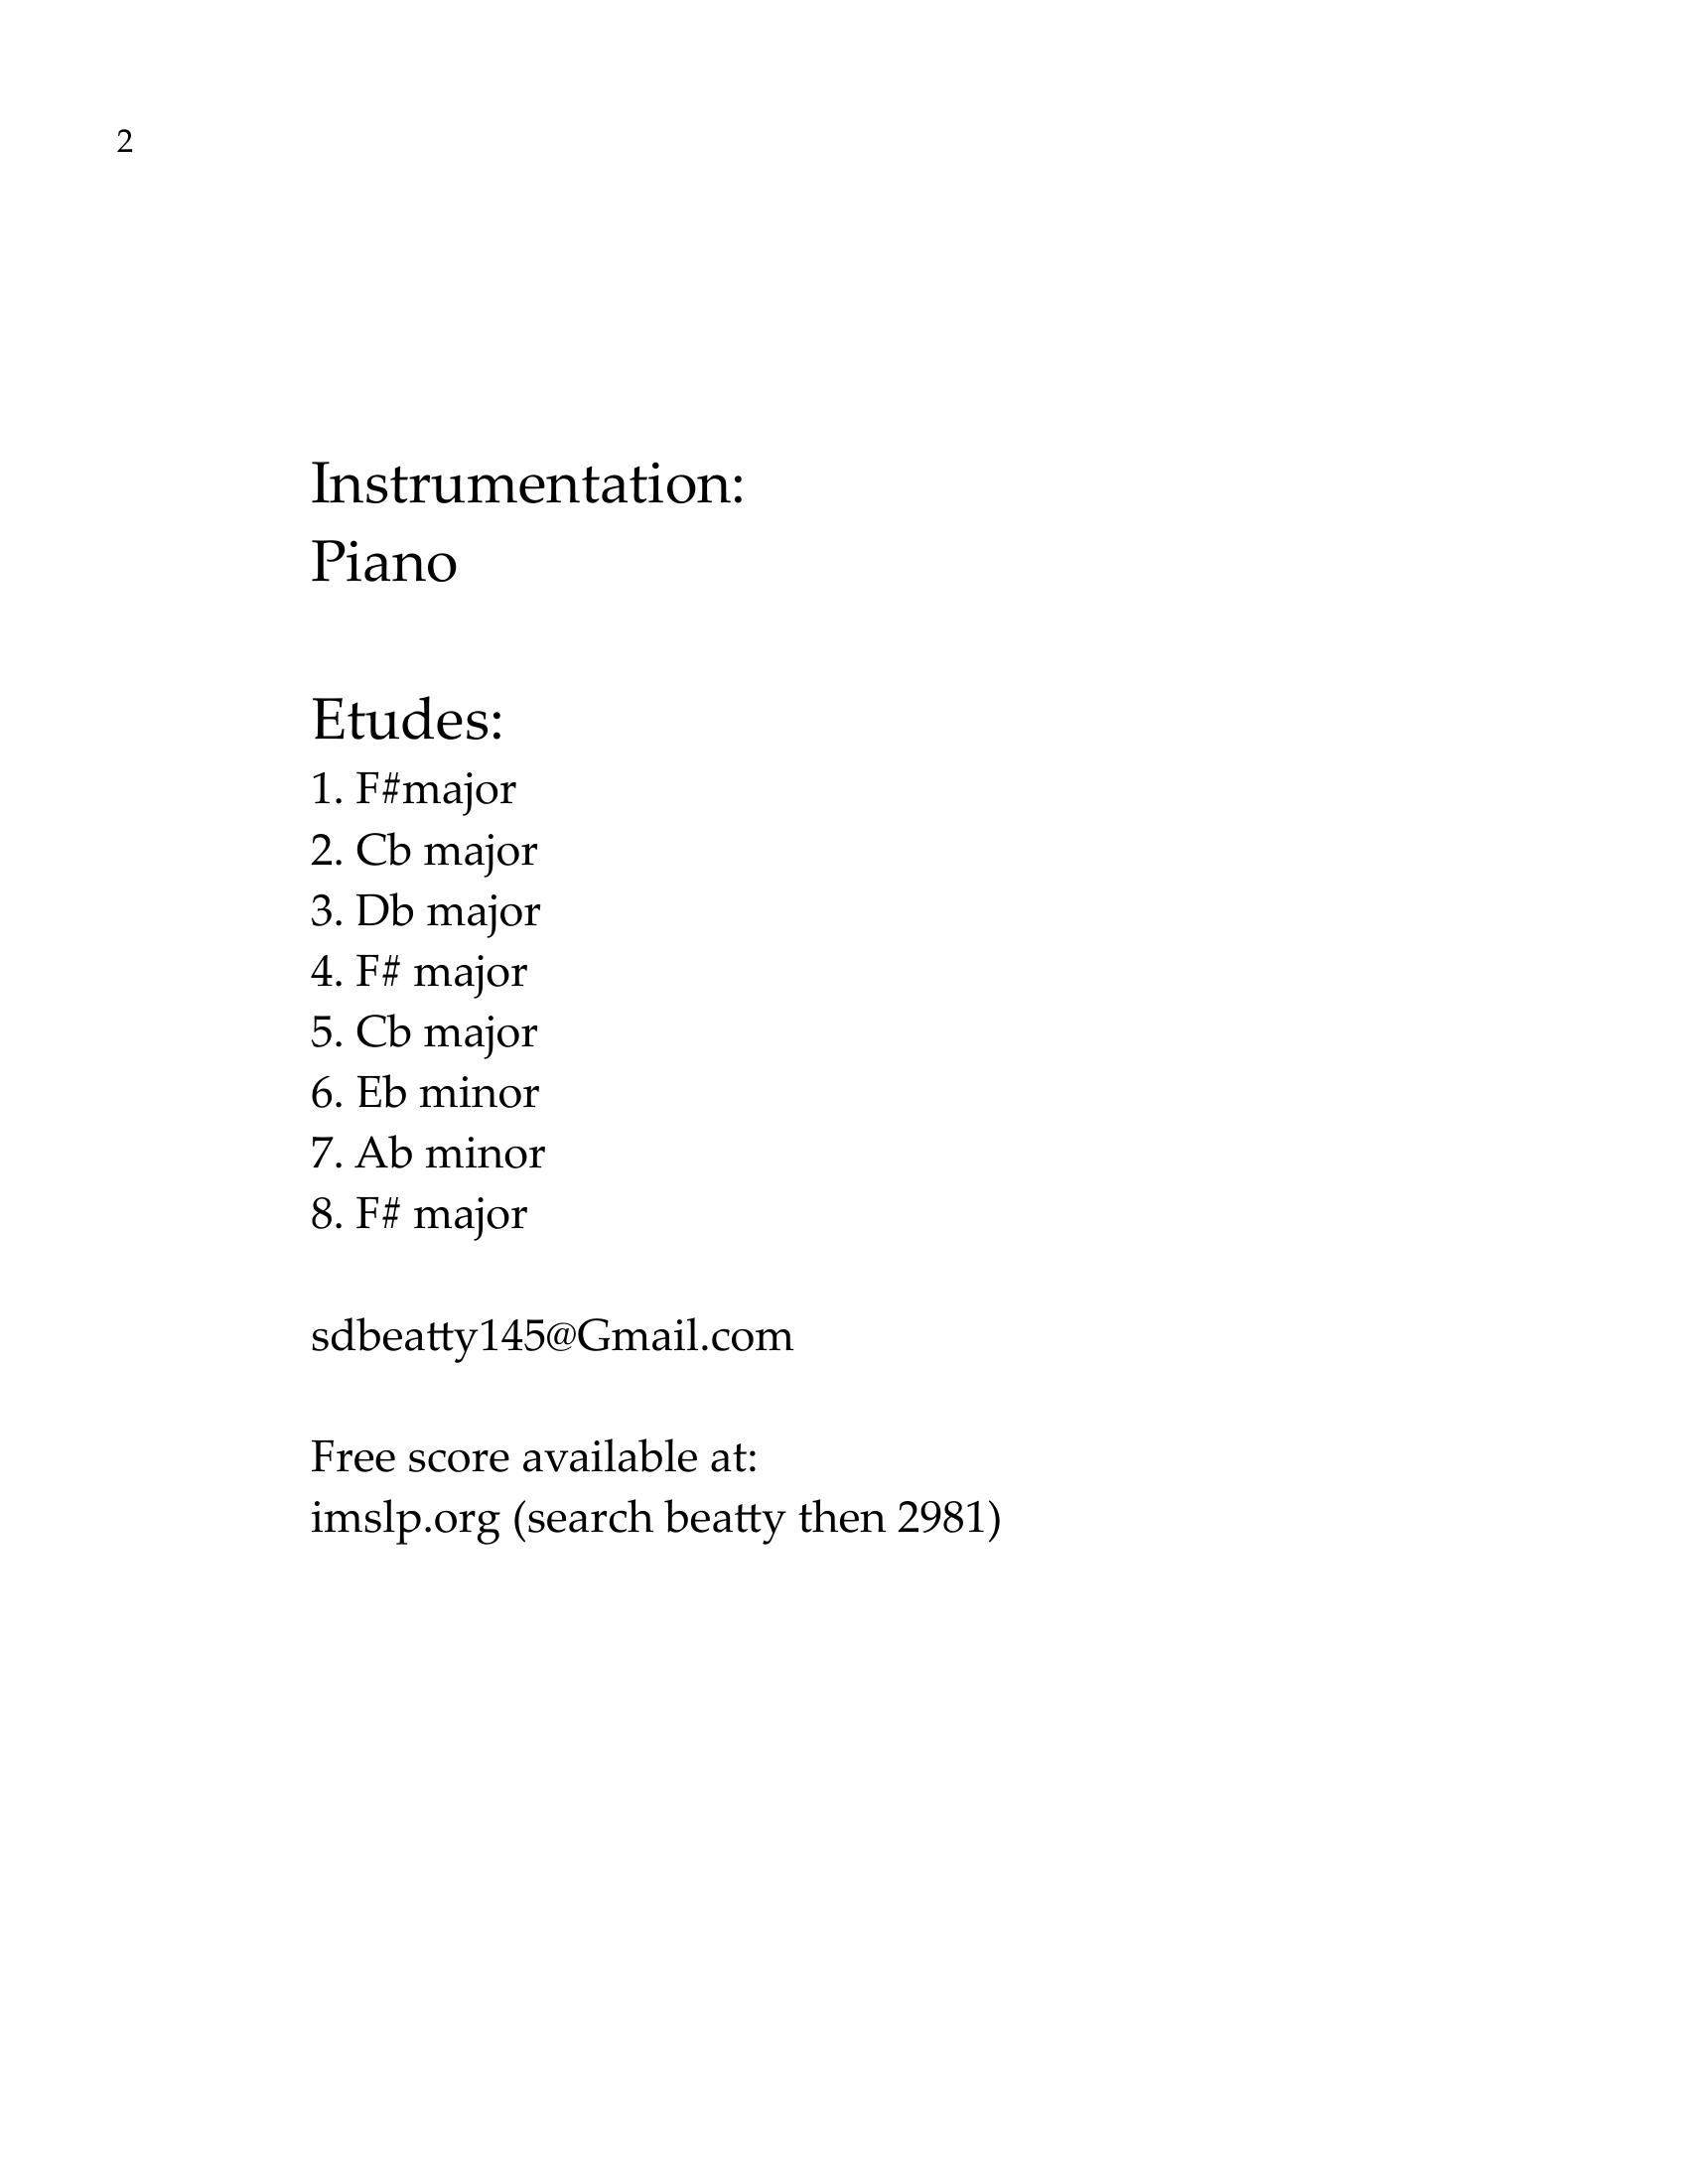 2
Instrumentation:
Piano
Etudes:
1. F#major
2. Cb major
3. Db major
4. F# major
5. Cb major
6. Eb minor
7. Ab minor
8. F# major
sdbeatty145@Gmail.com
Free score available at:
imslp.org (search beatty then 2981)